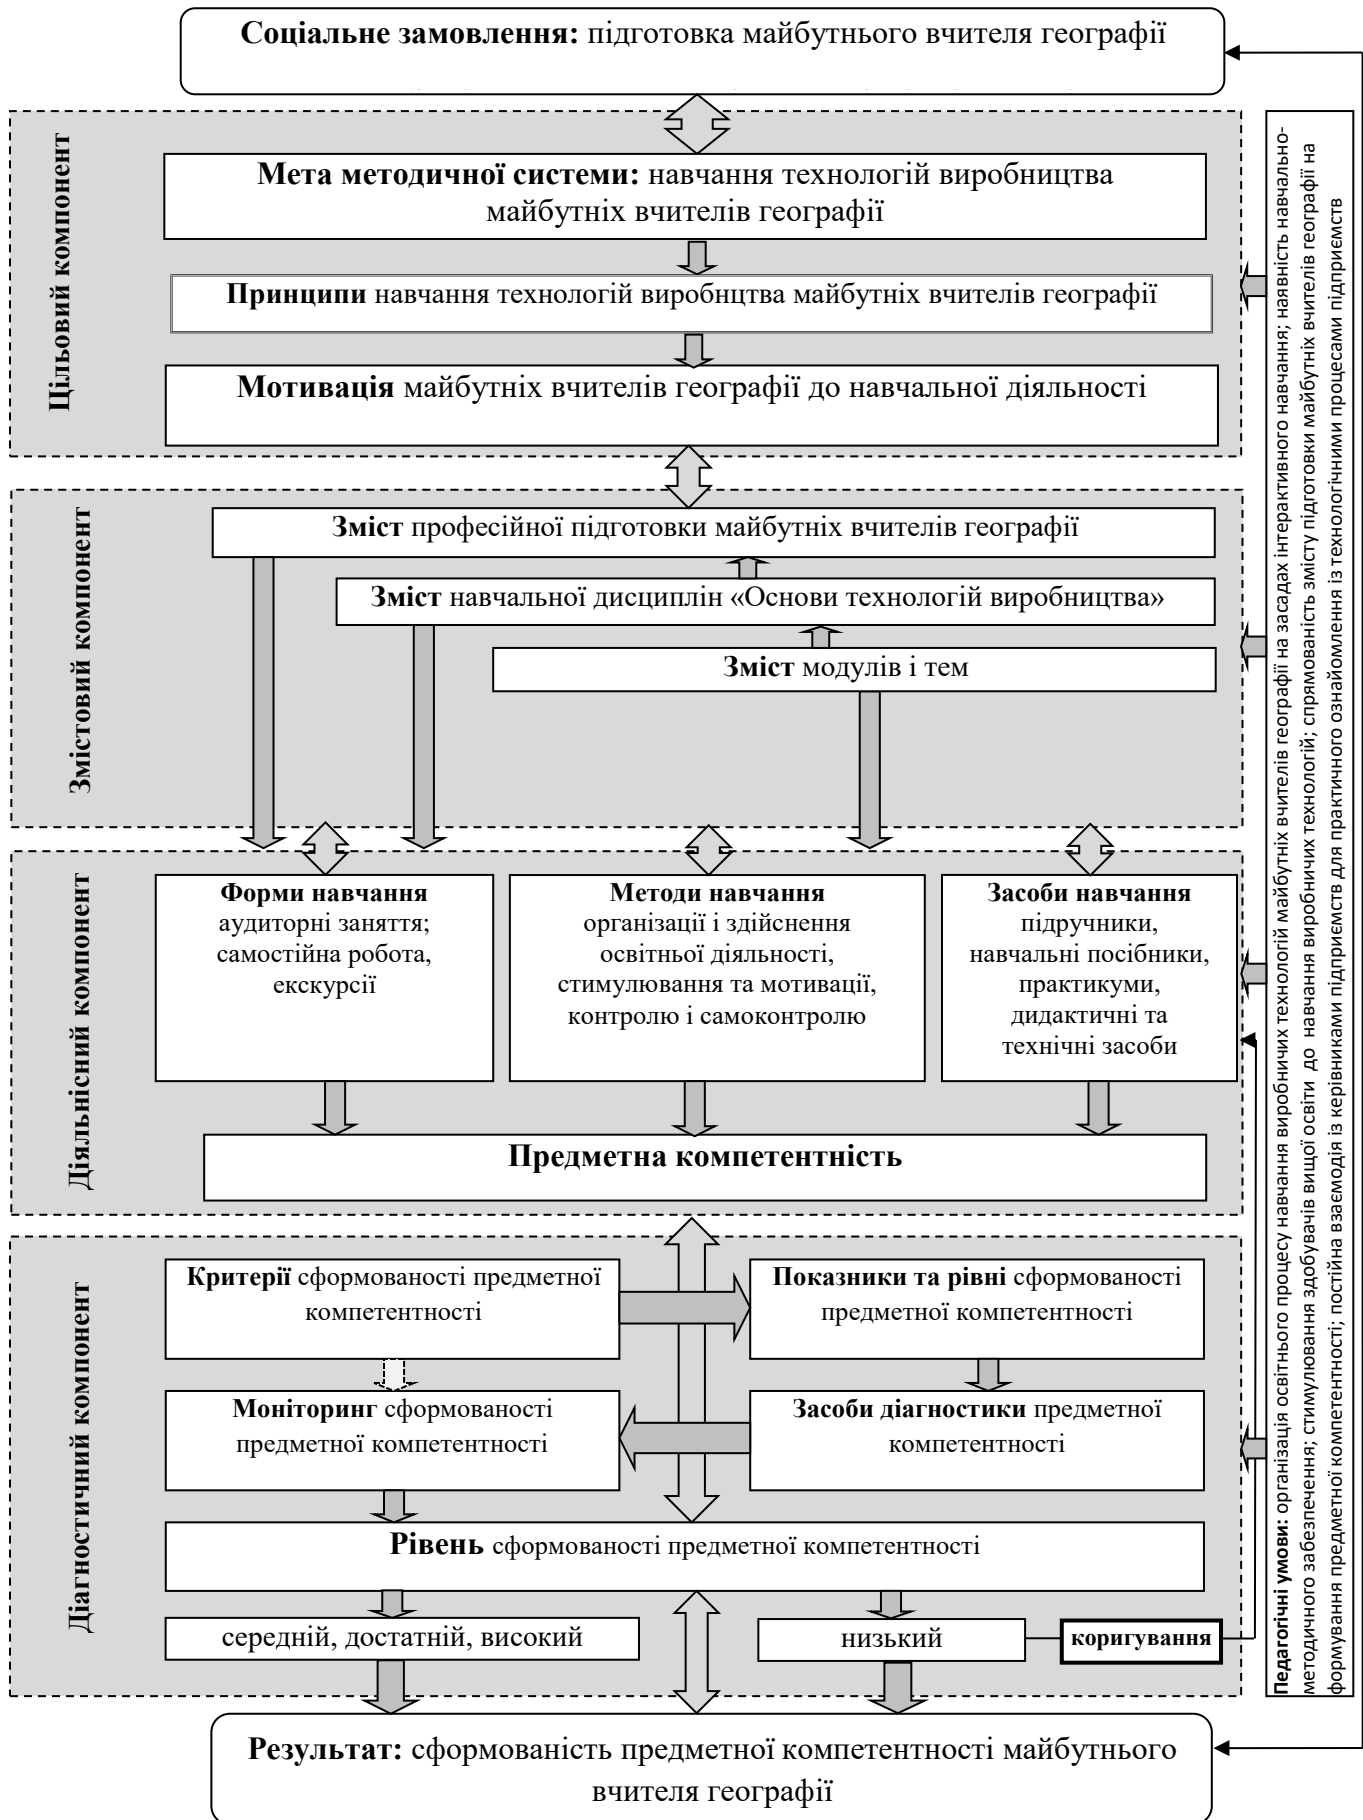 Соціальне замовлення: підготовка майбутнього вчителя географії
Цільовий компонент
Мета методичної системи: навчання технологій виробництва
майбутніх вчителів географії
Принципи навчання технологій виробнцтва майбутніх вчителів географії
Мотивація майбутніх вчителів географії до навчальної діяльності
Змістовий компонент
Зміст професійної підготовки майбутніх вчителів географії
Зміст навчальної дисциплін «Основи технологій виробництва»
Зміст модулів і тем
Діяльнісний компонент
Форми навчання
аудиторні заняття;
самостійна робота,
екскурсії
Методи навчання
організації і здійснення
освітньої діяльності,
стимулювання та мотивації,
контролю і самоконтролю
Засоби навчання
підручники,
навчальні посібники,
практикуми,
дидактичні та
технічні засоби
Предметна компетентність
Діагностичний компонент
Критерії сформованості предметної
компетентності
Показники та рівні сформованості
предметної компетентності
Моніторинг сформованості
предметної компетентності
Засоби діагностики предметної
компетентності
Рівень сформованості предметної компетентності
середній, достатній, високий
низький
коригування
Результат: сформованість предметної компетентності майбутнього
вчителя географії
Педагогічні умови: організація освітнього процесу навчання виробничих технологій майбутніх вчителів географії на засадах інтерактивного навчання; наявність навчально-
методичного забезпечення; стимулювання здобувачів вищої освіти до навчання виробничих технологій; спрямованість змісту підготовки майбутніх вчителів географії на
формування предметної компетентності; постійна взаємодія із керівниками підприємств для практичного ознайомлення із технологічними процесами підприємств